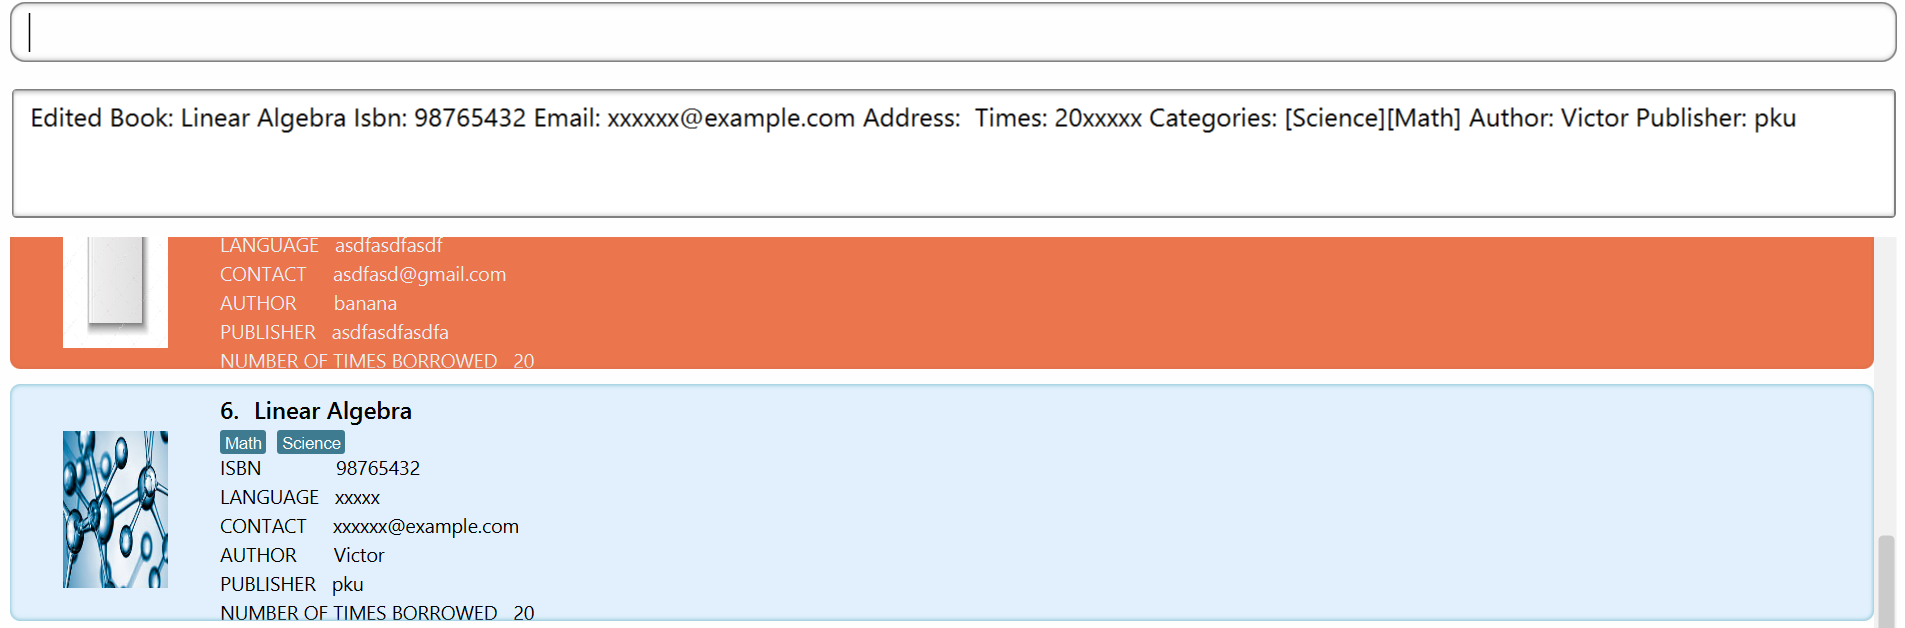 Edited Book: Linear Algebra Isbn: 98765432 Email: xxxxxx@example.com Address:  Times: 20xxxxx Categories: [Science][Math] Author: Victor Publisher: pku
LANGUAGE asdfasdfasdf
CONTACT asdfasd@gmail.com
AUTHOR banana
PUBLISHER asdfasdfasdfa
NUMBER OF TIMES BORROWED 20
6. Linear Algebra
Math Science
ISBN 98765432
LANGUAGE xxxxx
CONTACT xxxxxx@example.com
AUTHOR Victor
PUBLISHER pku
NUMBER OF TIMES BORROWED 20